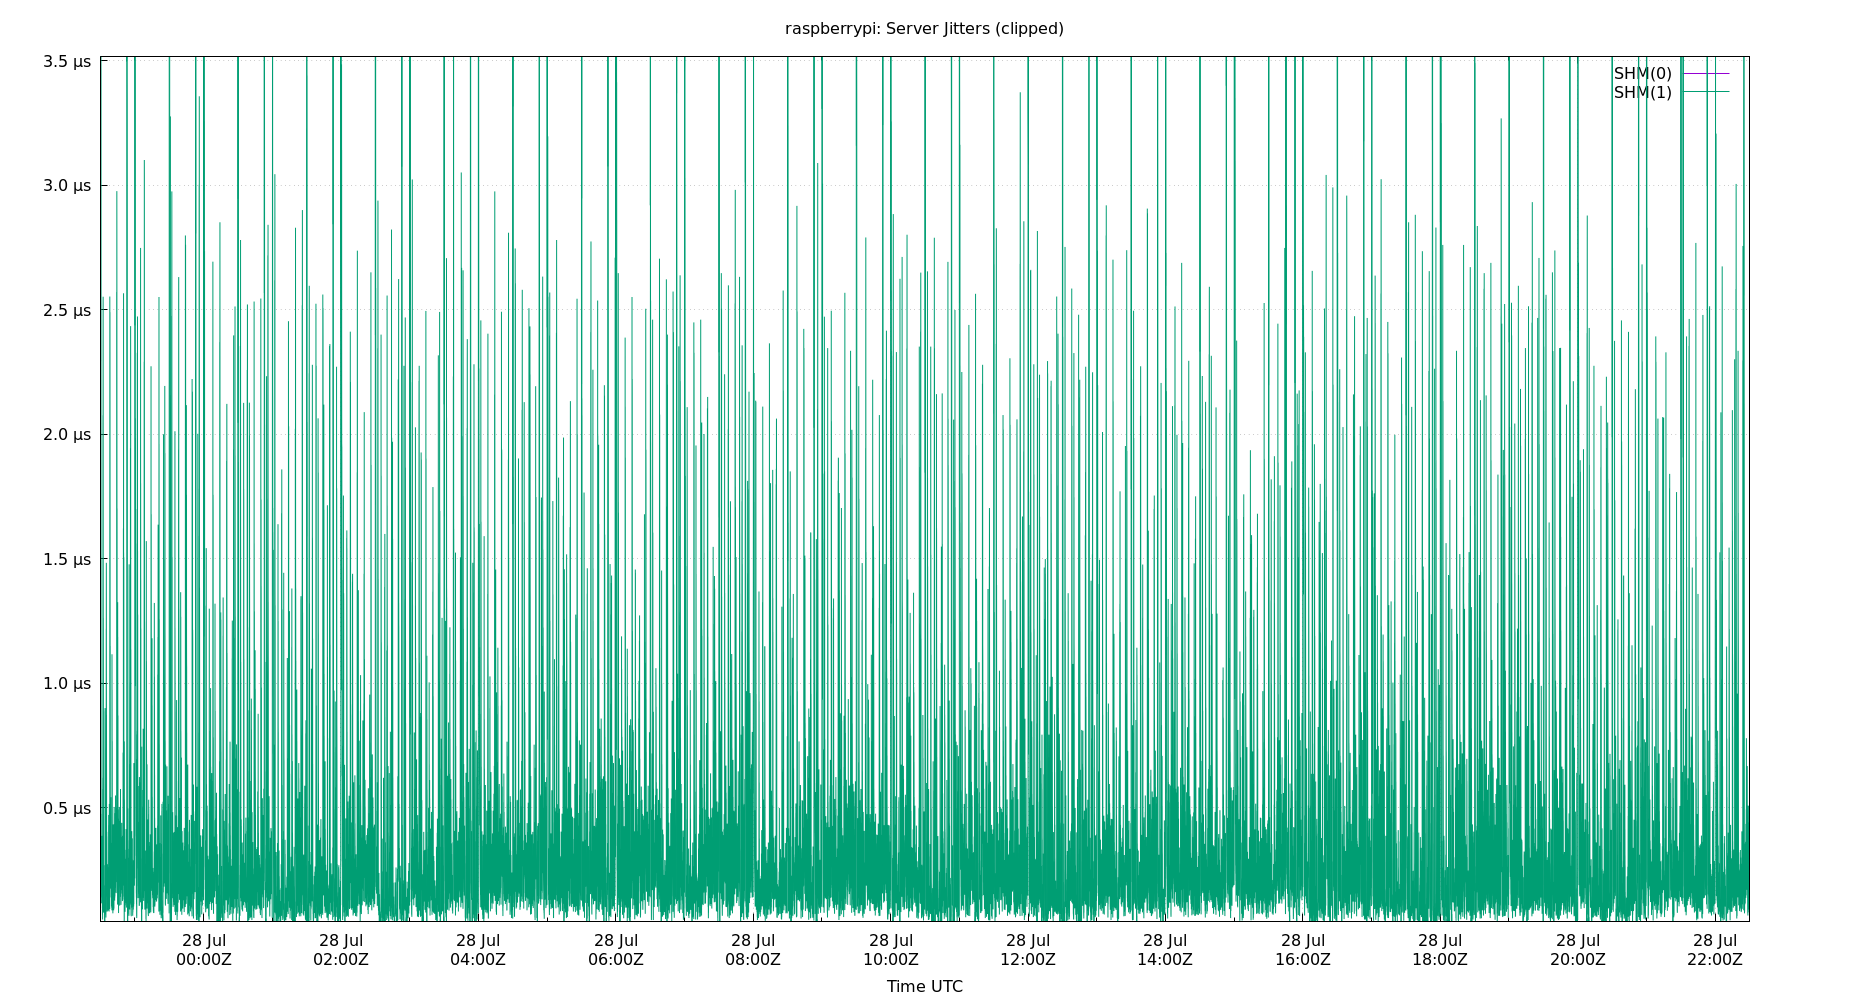 raspberrypi: Server Jitters (clipped)
3.5 µs
3.0 µs
2.5 µs
2.0 µs
1.5 µs
1.0 µs
0.5 µs
SHM(0)
SHM(1)
28 Jul 28 Jul 28 Jul 28 Jul 28 Jul 28 Jul 28 Jul 28 Jul 28 Jul 28 Jul 28 Jul 28 Jul
00:00Z 02:00Z 04:00Z 06:00Z 08:00Z 10:00Z 12:00Z 14:00Z 16:00Z 18:00Z 20:00Z 22:00Z
Time UTC